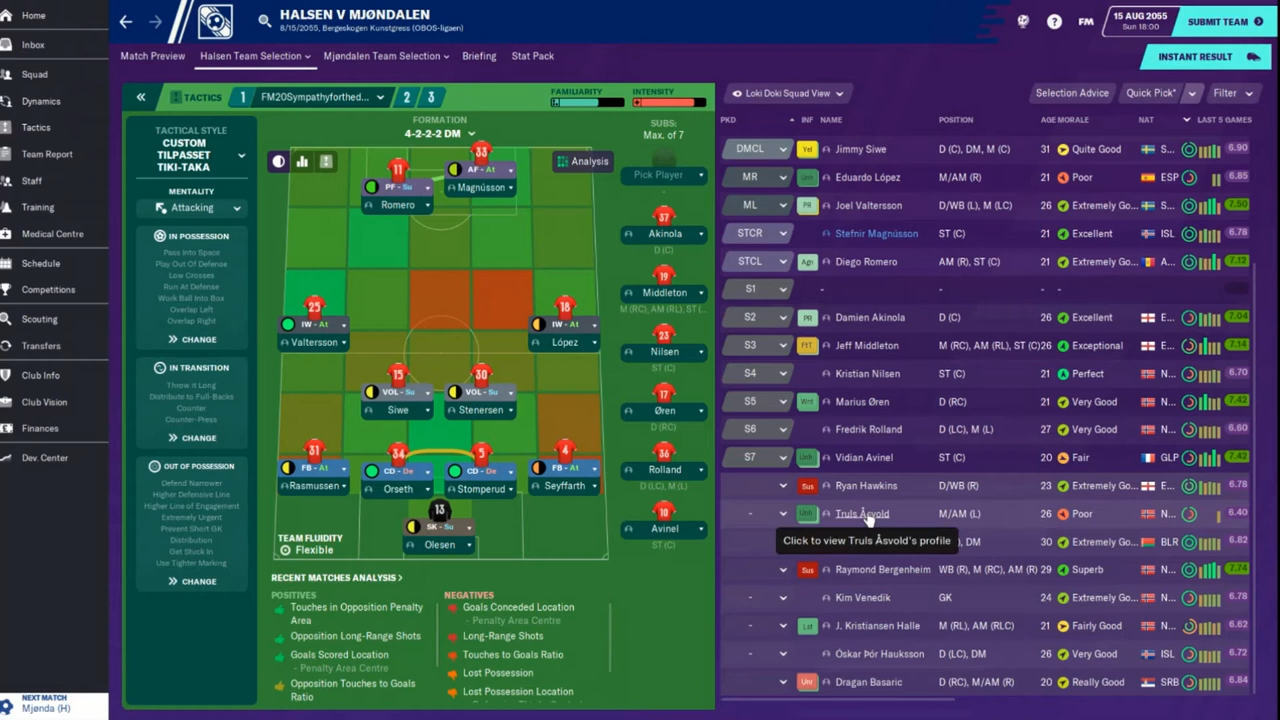 Home
Inbox
Squad
Dynamics
Tactics
Team Report
Staff
Training
Medical Centre
Schedule
Competitions
Scouting
Transfers
Club Info
Club Vision
Finances
Dev. Center
NEXT MATCH
Mjønda (H)
HALSEN V MJØNDALEN
8/15/2055, Bergeskogen Kunstgress (OBOS-ligaen)
FM
15 AUG 2055
Sun 18:00
SUBMIT TEAM
Match Preview
Halsen Team Selection
Mjøndalen Team Selection
Briefing
Stat Pack
INSTANT RESULT
TACTICS
1
FM20Sympathyforthed...
2
3
FAMILIARITY
INTENSITY
TACTICAL STYLE
CUSTOM
TILPASSET
TIKI-TAKA
MENTALITY
Attacking
IN POSSESSION
Pass Into Space
Play Out Of Defence
Low Crosses
Run At Defence
Work Ball Into Box
Overlap Left
Overlap Right
CHANGE
IN TRANSITION
Throw it Long
Distribute to Full-Backs
Counter
Counter-Press
CHANGE
OUT OF POSSESSION
Defend Narrower
Higher Defensive Line
Higher Line of Engagement
Extremely Urgent
Prevent Short GK
Distribution
Get Stuck In
Use Tighter Marking
CHANGE
FORMATION
4-2-2-2 DM
Analysis
11
PF - Su
Romero
33
AF - At
Magnússon
25
IW - At
Valtersson
18
IW - At
López
15
VOL - Su
Siwe
30
VOL - Su
Stenersen
31
FB - At
Rasmussen
34
CD - De
Orseth
5
CD - De
Stomperud
4
FB - At
Seyffarth
13
SK - Su
Olesen
TEAM FLUIDITY
Flexible
SUBS:
Max. of 7
Pick Player
37
Akinola
D (C)
19
Middleton
M (RC), AM (RL), ST (...
23
Nilsen
ST (C)
17
Øren
D (RC)
36
Rolland
D (LC), M (L)
10
Avinel
ST (C)
RECENT MATCHES ANALYSIS
POSITIVES
Touches in Opposition Penalty
Area
Opposition Long-Range Shots
Goals Scored Location
- Penalty Area Centre
Opposition Touches to Goals
Ratio
NEGATIVES
Goals Conceded Location
- Penalty Area Centre
Long-Range Shots
Touches to Goals Ratio
Lost Possession
Lost Possession Location
Loki Doki Squad View
Selection Advice
Quick Pick*
Filter
PKD INF NAME POSITION AGE MORALE NAT LAST 5 GAMES
DMCL Yel Jimmy Siwe D (C), DM, M (C) 31 Quite Good S... 6.90
MR Unh Eduardo López M/AM (R) 21 Poor ESP 6.85
ML PR Joel Valtersson D/WB (L), M (LC) 26 Extremely Go... S... 7.50
STCR Stefnir Magnússon ST (C) 21 Excellent ISL 6.78
STCL Agr Diego Romero AM (R), ST (C) 21 Excellent A... 7.12
S1 - - - -
S2 PR Damien Akinola D (C) 26 Excellent E... 7.04
S3 FtT Jeff Middleton M (RC), AM (RL), ST (C) 26 Exceptional E... 7.14
S4 Kristian Nilsen ST (C) 21 Perfect N... 6.70
S5 Wnt Marius Øren D (RC) 21 Very Good N... 7.42
S6 Fredrik Rolland D (LC), M (L) 27 Very Good N... 6.60
S7 Unh Vidian Avinel ST (C) 20 Fair GLP 7.43
Sus Ryan Hawkins D/WB (R) 23 Extremely Go... E... 6.78
- Unh Truls Åsvold M/AM (L) 26 Poor N... 6.40
Click to view Truls Åsvold's profile
DM 30 Extremely Go... BLR 6.82
- Sus Raymond Bergenheim WB (R), M (RC), AM (R) 29 Superb N... 7.74
- Kim Venedik GK 24 Extremely Go... N... 6.78
- Lst J. Kristiansen Halle M (RL), AM (RLC) 21 Fairly Good N... 6.62
- Óskar Þór Hauksson D (LC), DM 26 Very Good ISL 6.72
- Unr Dragan Basaric D (RC), M/AM (R) 20 Really Good SRB 6.84